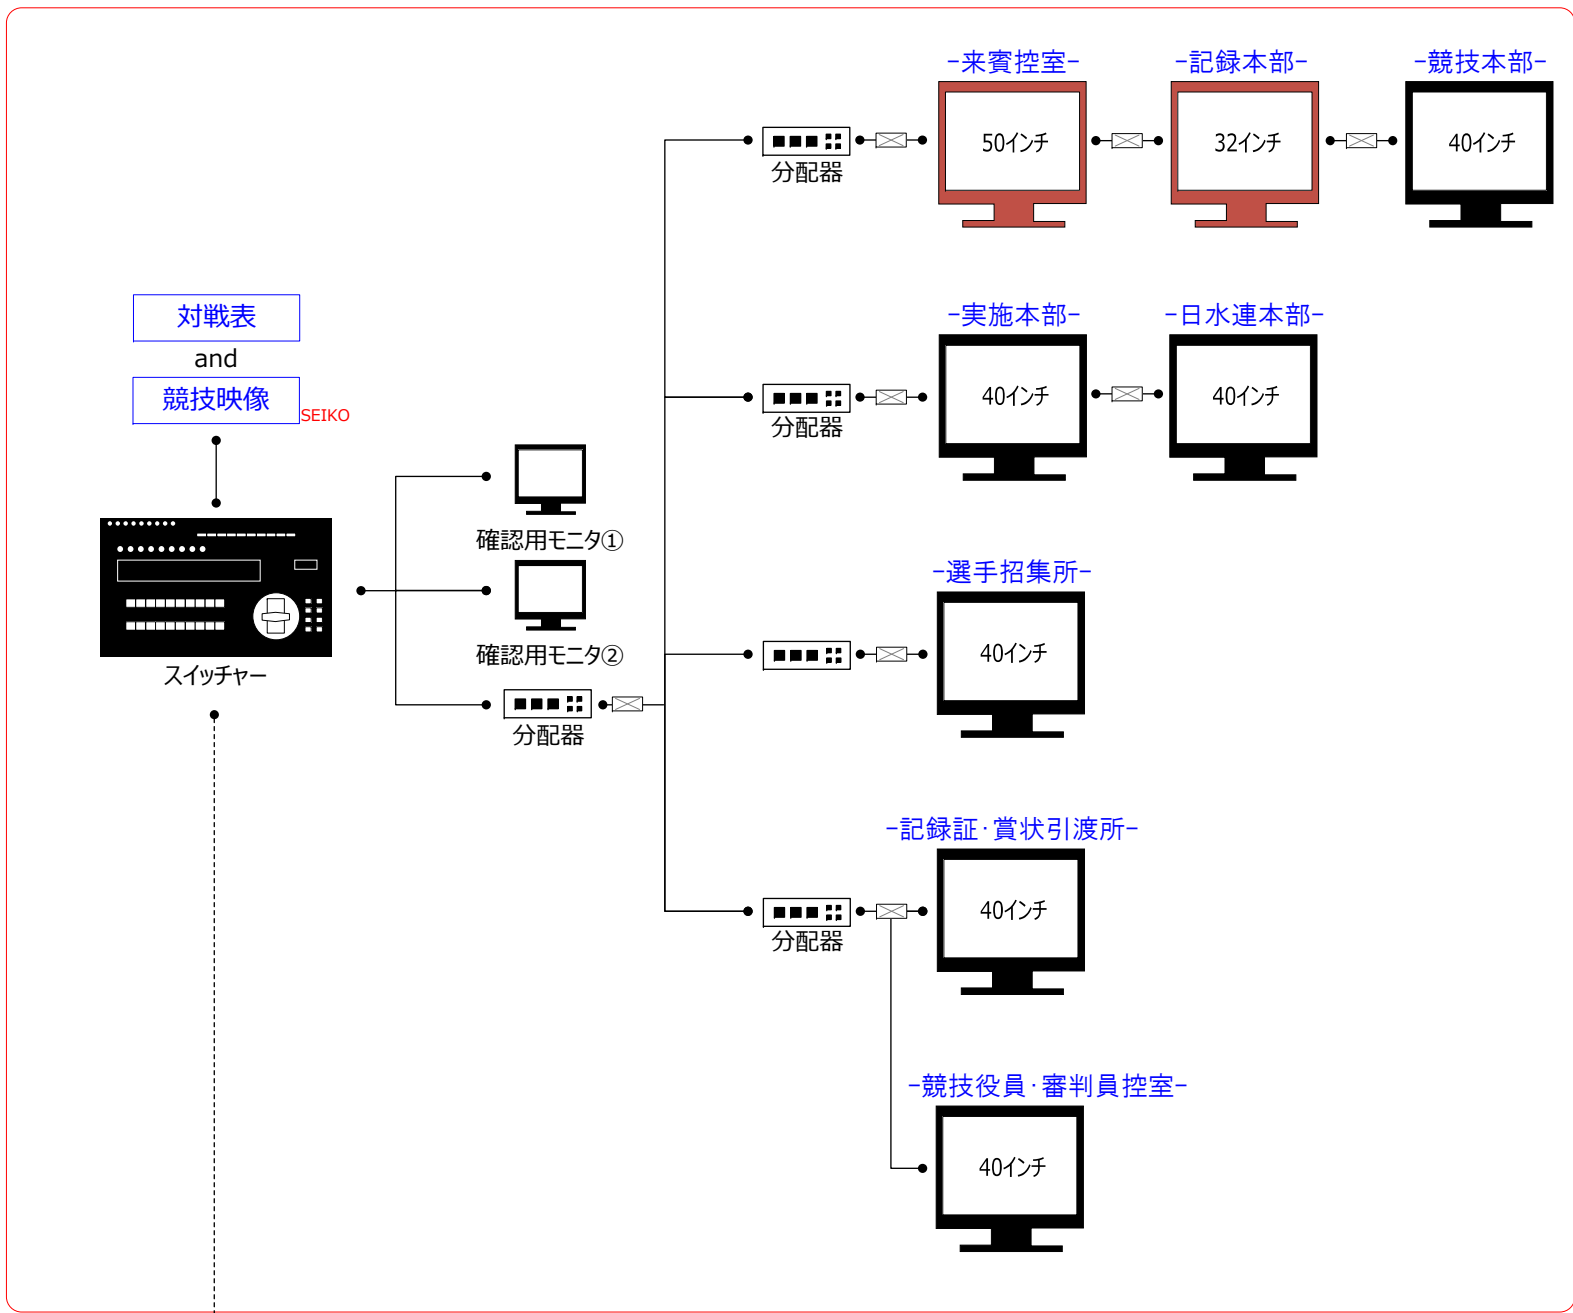 -来賓控室-
-記録本部-
-競技本部-
50インチ
32インチ
40インチ
分配器
対戦表
and
競技映像
SEIKO
-実施本部-
-日水連本部-
40インチ
40インチ
分配器
確認用モニタ①
確認用モニタ②
スイッチャー
分配器
-選手招集所-
40インチ
-記録証・賞状引渡所-
40インチ
分配器
-競技役員・審判員控室-
40インチ